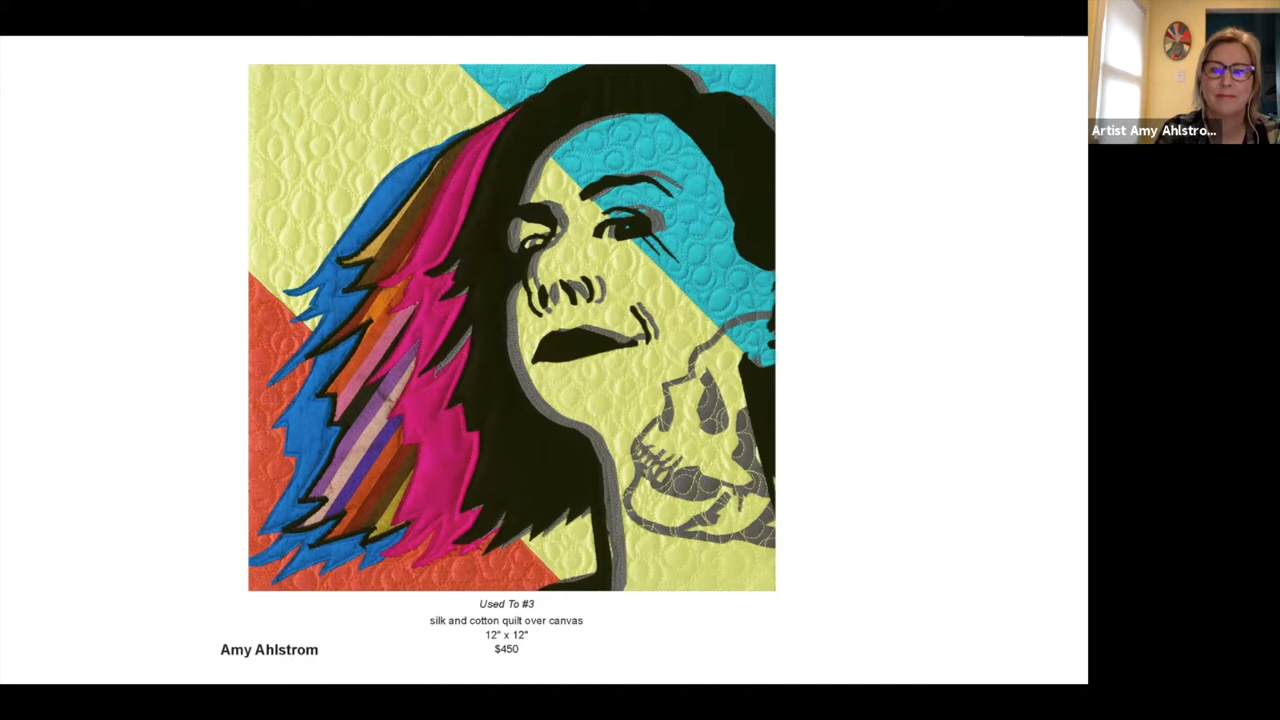 Artist Amy Ahlstro...
Used To #3
silk and cotton quilt over canvas
12" x 12"
$450
Amy Ahlstrom